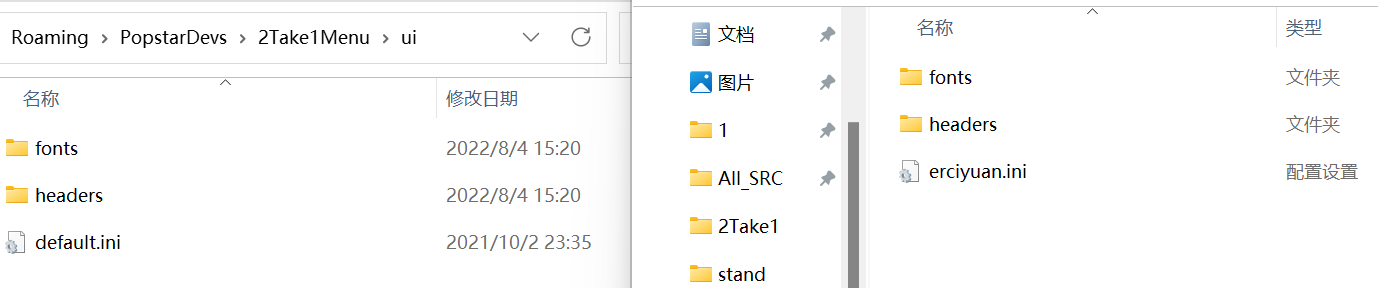 Roaming > PopstarDevs > 2Take1Menu > ui
名称 修改日期
fonts 2022/8/4 15:20
headers 2022/8/4 15:20
default.ini 2021/10/2 23:35
文档
图片
1
All_SRC
2Take1
stand
名称 类型
fonts 文件夹
headers 文件夹
erciyuan.ini 配置设置